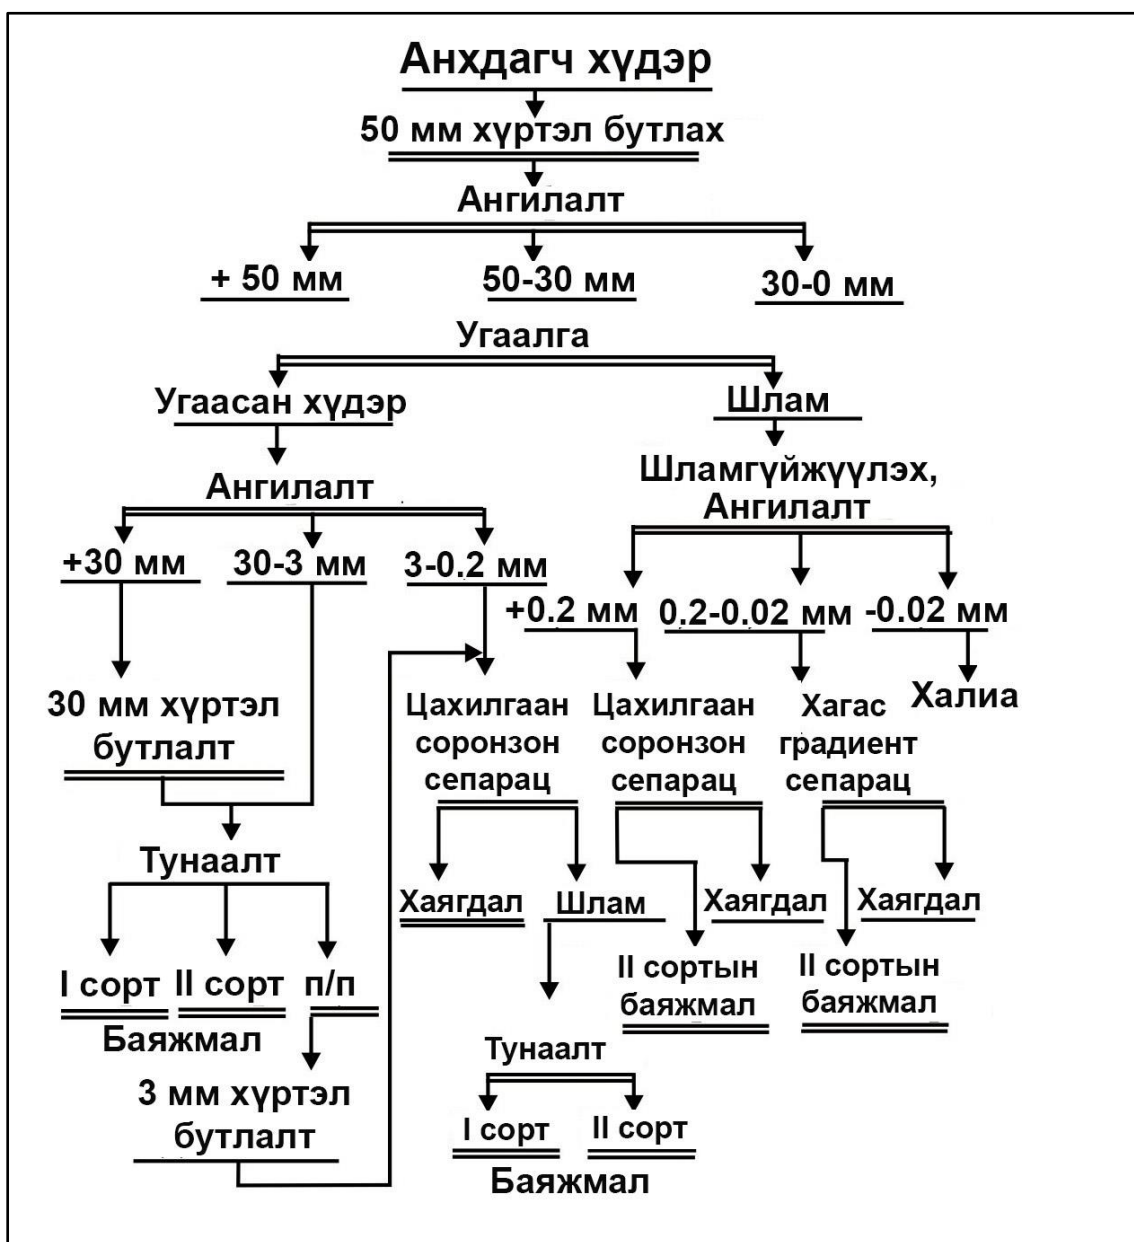 Анхдагч хүдэр
50 мм хүртэл бутлах
Ангилалт
+ 50 мм
50-30 мм
30-0 мм
Угаалга
Угаасан хүдэр
Шлам
Шламгүйжүүлэх,
Ангилалт
Ангилалт
+30 мм
30-3 мм
3-0.2 мм
+0.2 мм
0.2-0.02 мм
-0.02 мм
30 мм хүртэл
бутлалт
Цахилгаан
соронзон
сепарац
Цахилгаан
соронзон
сепарац
Хагас
градиент
сепарац
Халиа
Тунаалт
Хаягдал
Шлам
Хаягдал
Хаягдал
I сорт
II сорт
п/п
Баяжмал
II сортын
баяжмал
II сортын
баяжмал
3 мм хүртэл
бутлалт
Тунаалт
I сорт
II сорт
Баяжмал